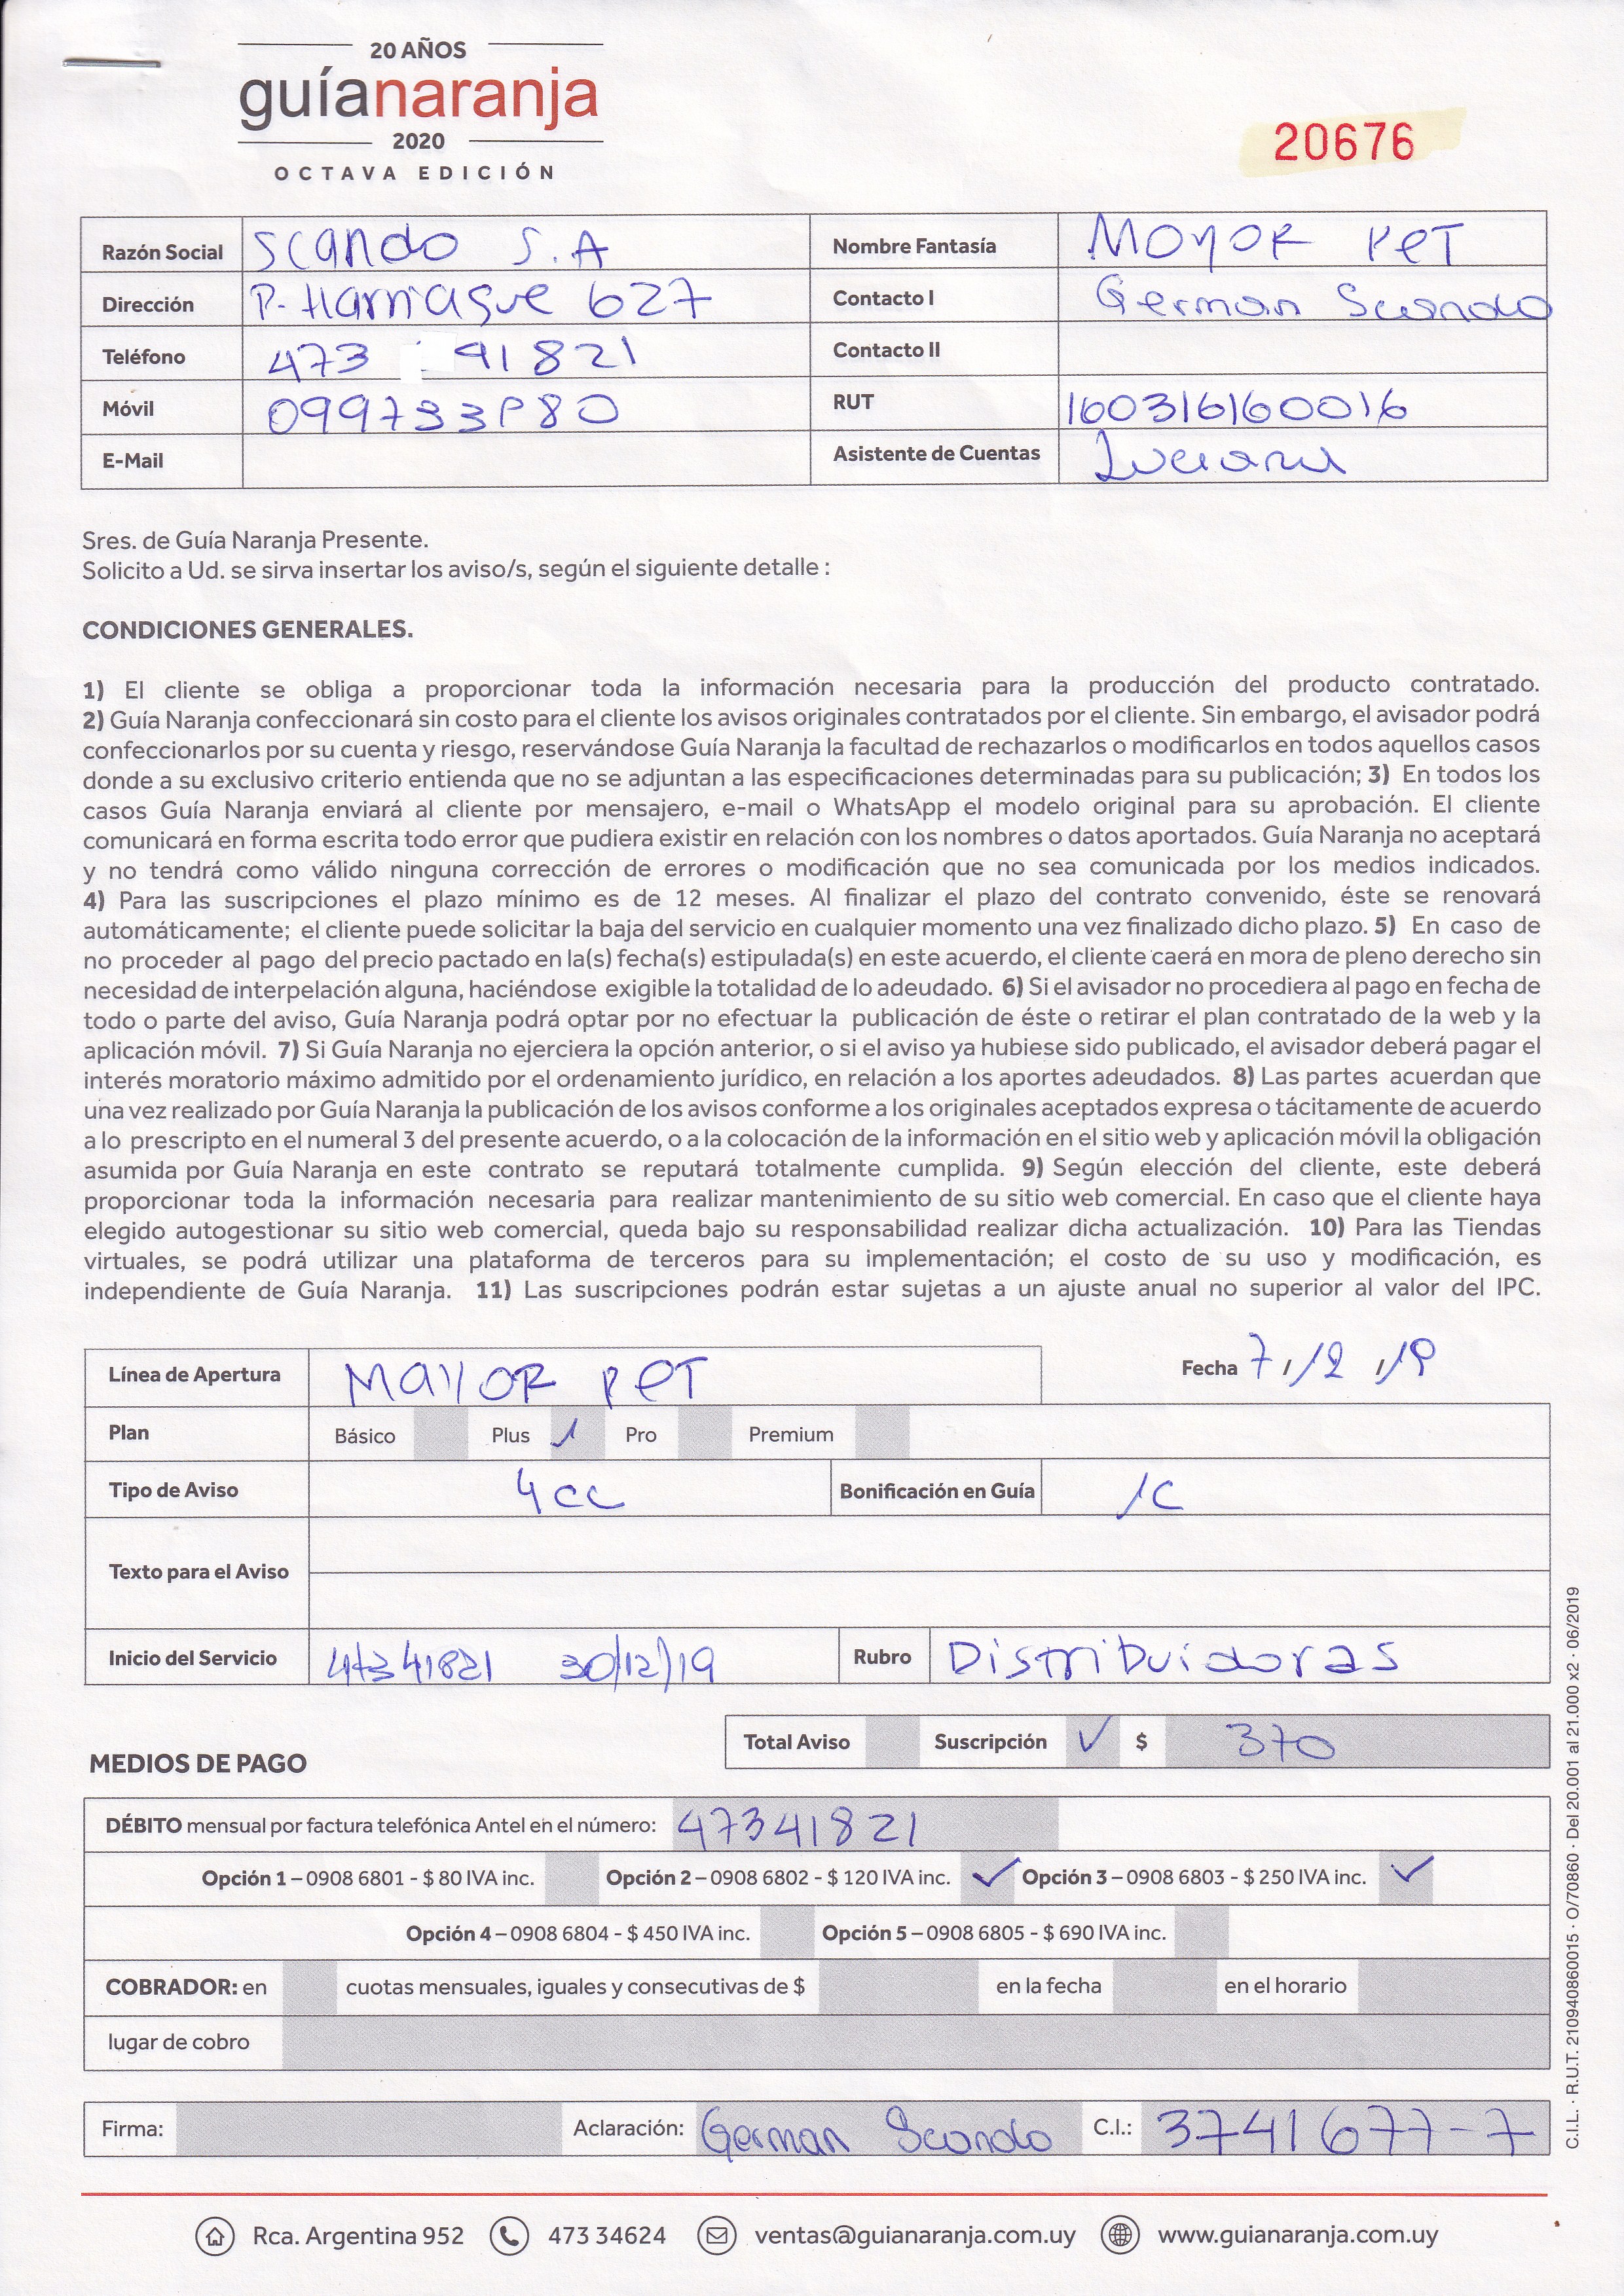 20 AÑOS
guíanaranja
2020
OCTAVA EDICIÓN
20676
Razón Social scando S.A Nombre Fantasía MOYOR PeT
Dirección P. Harriague 627 Contacto I German Scando
Teléfono 473 41821 Contacto II
Móvil 099733980 RUT 160316160016
E-Mail Asistente de Cuentas Luciana
Sres. de Guía Naranja Presente.
Solicito a Ud. se sirva insertar los aviso/s, según el siguiente detalle :
CONDICIONES GENERALES.
1) El cliente se obliga a proporcionar toda la información necesaria para la producción del producto contratado.
2) Guía Naranja confeccionará sin costo para el cliente los avisos originales contratados por el cliente. Sin embargo, el avisador podrá
confeccionarlos por su cuenta y riesgo, reservándose Guía Naranja la facultad de rechazarlos o modificarlos en todos aquellos casos
donde a su exclusivo criterio entienda que no se adjuntan a las especificaciones determinadas para su publicación; 3) En todos los
casos Guía Naranja enviará al cliente por mensajero, e-mail o WhatsApp el modelo original para su aprobación. El cliente
comunicará en forma escrita todo error que pudiera existir en relación con los nombres o datos aportados. Guía Naranja no aceptará
y no tendrá como válido ninguna corrección de errores o modificación que no sea comunicada por los medios indicados.
4) Para las suscripciones el plazo mínimo es de 12 meses. Al finalizar el plazo del contrato convenido, éste se renovará
automáticamente; el cliente puede solicitar la baja del servicio en cualquier momento una vez finalizado dicho plazo. 5) En caso de
no proceder al pago del precio pactado en la(s) fecha(s) estipulada(s) en este acuerdo, el cliente caerá en mora de pleno derecho sin
necesidad de interpelación alguna, haciéndose exigible la totalidad de lo adeudado. 6) Si el avisador no procediera al pago en fecha de
todo o parte del aviso, Guía Naranja podrá optar por no efectuar la publicación de éste o retirar el plan contratado de la web y la
aplicación móvil. 7) Si Guía Naranja no ejerciera la opción anterior, o si el aviso ya hubiese sido publicado, el avisador deberá pagar el
interés moratorio máximo admitido por el ordenamiento jurídico, en relación a los aportes adeudados. 8) Las partes acuerdan que
una vez realizado por Guía Naranja la publicación de los avisos conforme a los originales aceptados expresa o tácitamente de acuerdo
a lo prescripto en el numeral 3 del presente acuerdo, o a la colocación de la información en el sitio web y aplicación móvil la obligación
asumida por Guía Naranja en este contrato se reputará totalmente cumplida. 9) Según elección del cliente, este deberá
proporcionar toda la información necesaria para realizar mantenimiento de su sitio web comercial. En caso que el cliente haya
elegido autogestionar su sitio web comercial, queda bajo su responsabilidad realizar dicha actualización. 10) Para las Tiendas
virtuales, se podrá utilizar una plataforma de terceros para su implementación; el costo de su uso y modificación, es
independiente de Guía Naranja. 11) Las suscripciones podrán estar sujetas a un ajuste anual no superior al valor del IPC.
Línea de Apertura MAYOR PeT Fecha 7 / 12 / 19
Plan Básico Plus Pro Premium
Tipo de Aviso 4cc Bonificación en Guía 1C
Texto para el Aviso
Inicio del Servicio 47341821 30/12/19 Rubro Distribuidoras
Total Aviso Suscripción ✓ $ 370
MEDIOS DE PAGO
DÉBITO mensual por factura telefónica Antel en el número: 47341821
Opción 1 – 0908 6801 - $ 80 IVA inc. Opción 2 – 0908 6802 - $ 120 IVA inc. ✓ Opción 3 – 0908 6803 - $ 250 IVA inc. ✓
Opción 4 – 0908 6804 - $ 450 IVA inc. Opción 5 – 0908 6805 - $ 690 IVA inc.
COBRADOR: en cuotas mensuales, iguales y consecutivas de $ en la fecha en el horario
lugar de cobro
Firma: Aclaración: German Scando C.I.: 3741677-7
Rca. Argentina 952 473 34624 ventas@guianaranja.com.uy www.guianaranja.com.uy
C.I.L. · R.U.T. 210940860015 · O/70860 · Del 20.001 al 21.000 x2 · 06/2019